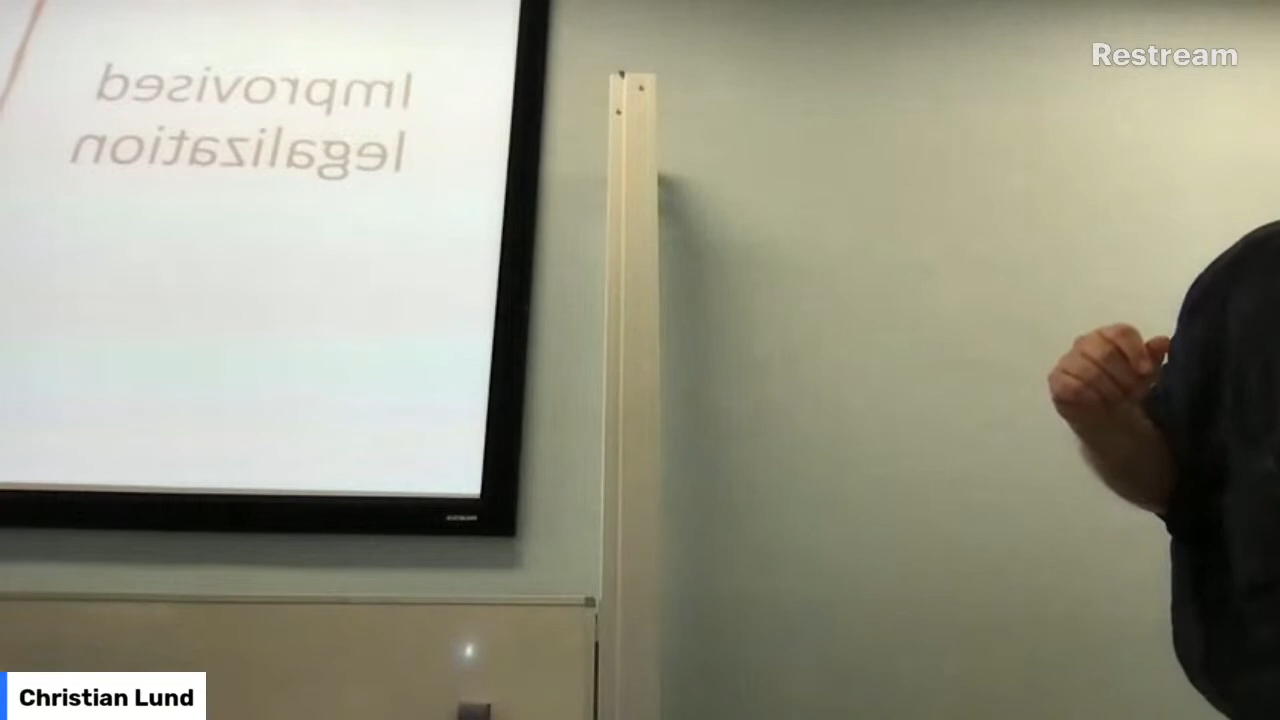 Restream
Improvised
legalization
Christian Lund